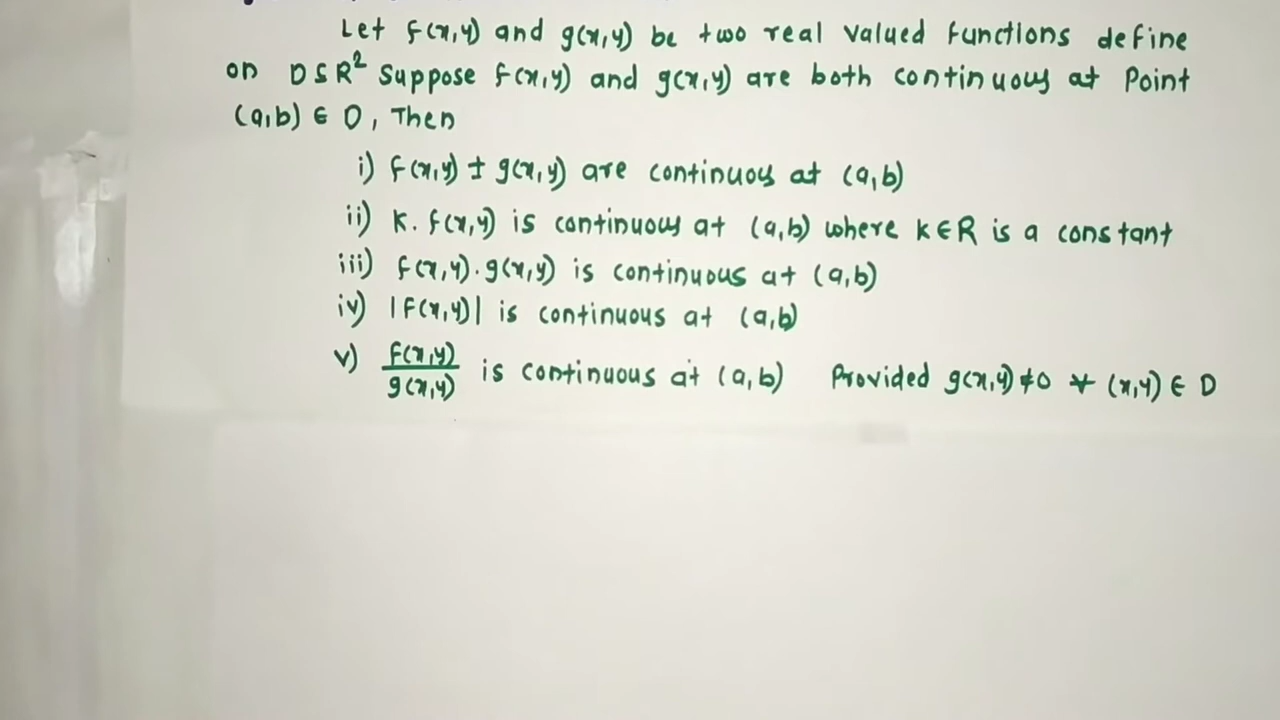 Let f(x,y) and g(x,y) be two real valued functions define
on D ⊆ R² Suppose f(x,y) and g(x,y) are both continuous at Point
(a,b) ∈ D, Then
i) f(x,y) ± g(x,y) are continuous at (a,b)
ii) K. f(x,y) is continuous at (a,b) where K∈R is a constant
iii) f(x,y).g(x,y) is continuous at (a,b)
iv) |f(x,y)| is continuous at (a,b)
v) f(x,y)/g(x,y) is continuous at (a,b) Provided g(x,y)≠0 ∀ (x,y) ∈ D